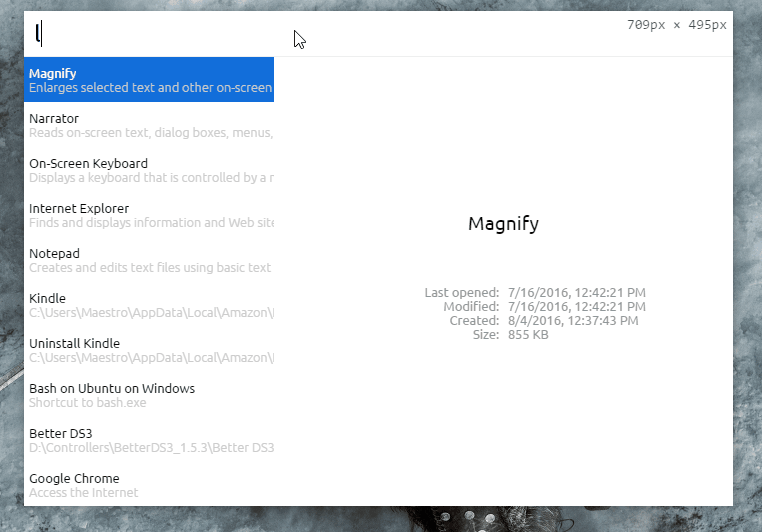 l
709px × 495px
Magnify
Enlarges selected text and other on-screen
Narrator
Reads on-screen text, dialog boxes, menus,
On-Screen Keyboard
Displays a keyboard that is controlled by a
Internet Explorer
Finds and displays information and Web site
Notepad
Creates and edits text files using basic text
Kindle
C:\Users\Maestro\AppData\Local\Amazon\
Uninstall Kindle
C:\Users\Maestro\AppData\Local\Amazon\
Bash on Ubuntu on Windows
Shortcut to bash.exe
Better DS3
D:\Controllers\BetterDS3_1.5.3\Better DS3
Google Chrome
Access the Internet
Magnify
Last opened: 7/16/2016, 12:42:21 PM
Modified: 7/16/2016, 12:42:21 PM
Created: 8/4/2016, 12:37:43 PM
Size: 855 KB